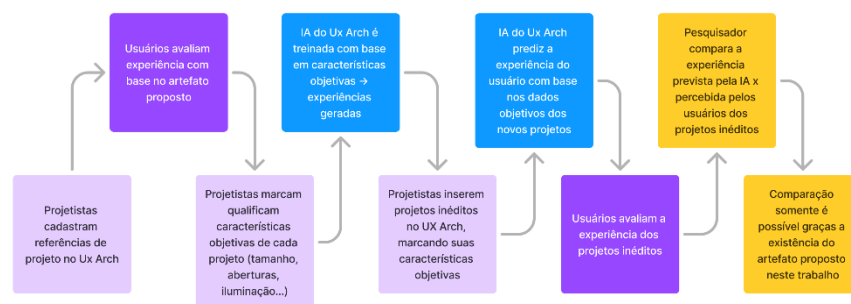 Projetistas
cadastram
referências de
projeto no Ux Arch
Usuários avaliam
experiência com
base no artefato
proposto
Projetistas marcam
qualificam
características
objetivas de cada
projeto (tamanho,
aberturas,
iluminação...)
IA do Ux Arch é
treinada com base
em características
objetivas → 
experiências
geradas
Projetistas inserem
projetos inéditos
no UX Arch,
marcando suas
características
objetivas
IA do Ux Arch
prediz a
experiência do
usuário com base
nos dados
objetivos dos
novos projetos
Usuários avaliam a
experiência dos
projetos inéditos
Pesquisador
compara a
experiência
prevista pela IA x
percebida pelos
usuários dos
projetos inéditos
Comparação
somente é
possível graças a
existência do
artefato proposto
neste trabalho